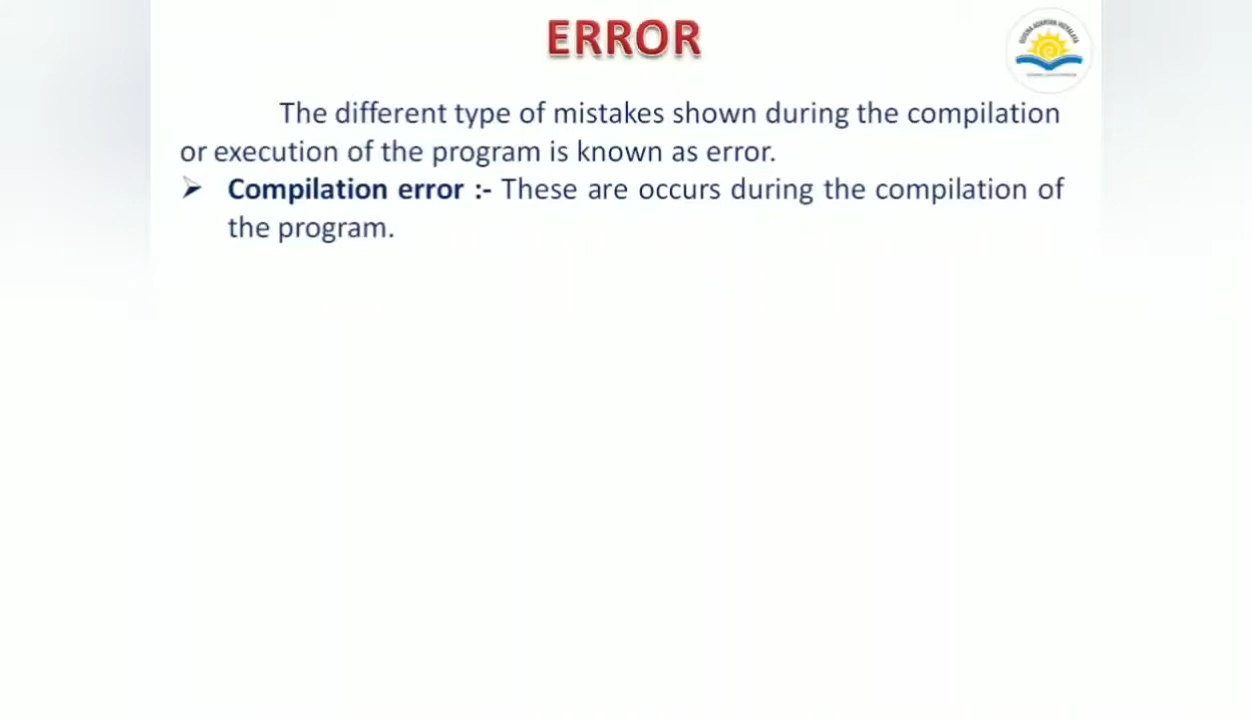 ERROR
The different type of mistakes shown during the compilation
or execution of the program is known as error.
➤ Compilation error :- These are occurs during the compilation of
the program.